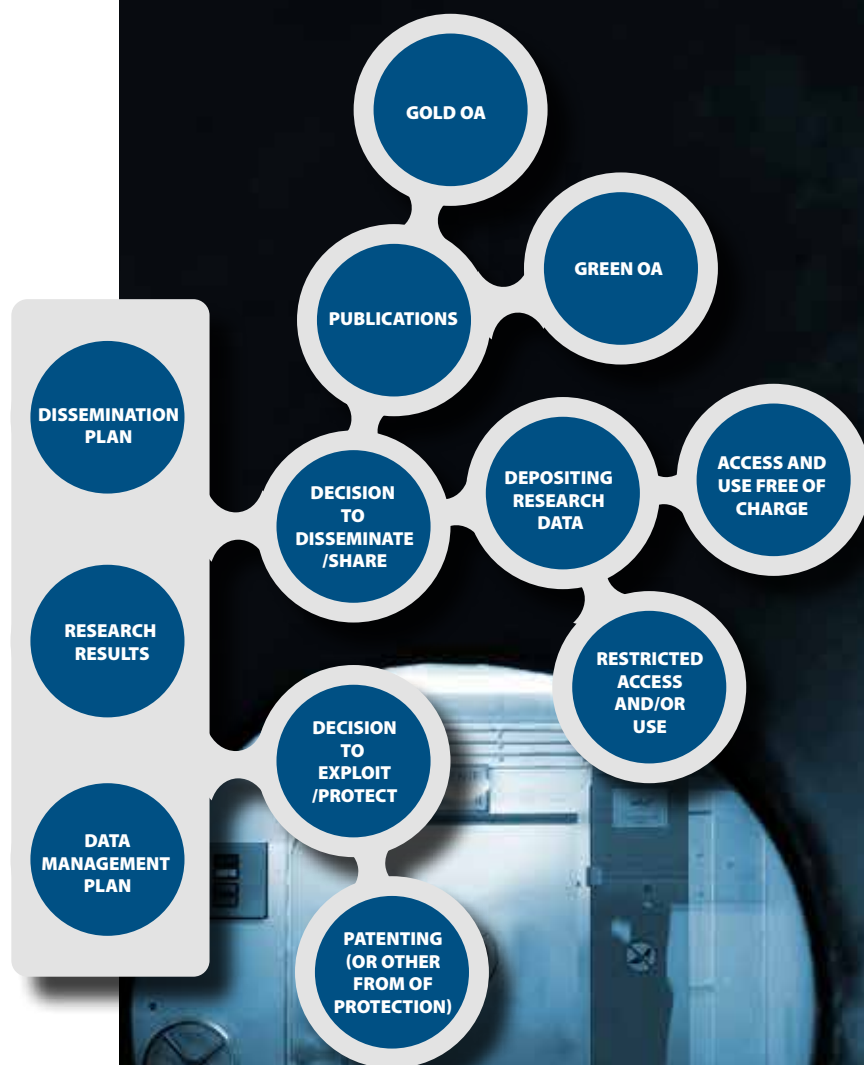 GOLD OA
GREEN OA
PUBLICATIONS
DISSEMINATION
PLAN
DECISION
TO
DISSEMINATE
/SHARE
DEPOSITING
RESEARCH
DATA
ACCESS AND
USE FREE OF
CHARGE
RESEARCH
RESULTS
RESTRICTED
ACCESS
AND/OR
USE
DECISION
TO
EXPLOIT
/PROTECT
DATA
MANAGEMENT
PLAN
PATENTING
(OR OTHER
FROM OF
PROTECTION)